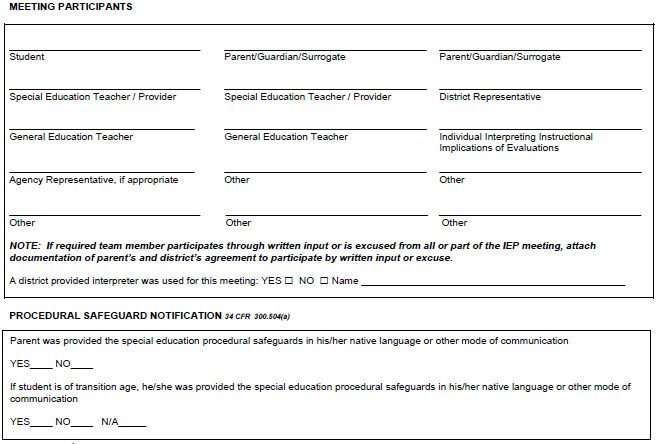 MEETING PARTICIPANTS
Student Parent/Guardian/Surrogate Parent/Guardian/Surrogate
Special Education Teacher / Provider Special Education Teacher / Provider District Representative
General Education Teacher General Education Teacher Individual Interpreting Instructional
Implications of Evaluations
Agency Representative, if appropriate Other Other
Other Other Other
NOTE: If required team member participates through written input or is excused from all or part of the IEP meeting, attach
documentation of parent's and district's agreement to participate by written input or excuse.
A district provided interpreter was used for this meeting: YES ☐ NO ☐ Name ____________________
PROCEDURAL SAFEGUARD NOTIFICATION 34 CFR 300.504(a)
Parent was provided the special education procedural safeguards in his/her native language or other mode of communication
YES____ NO____
If student is of transition age, he/she was provided the special education procedural safeguards in his/her native language or other mode of
communication
YES____ NO____ N/A_____